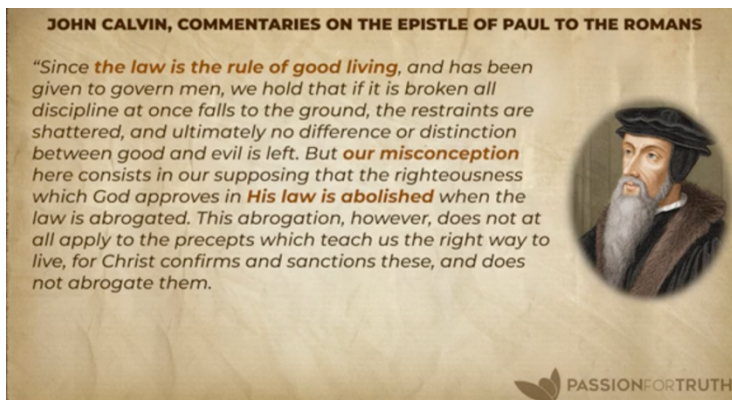 JOHN CALVIN, COMMENTARIES ON THE EPISTLE OF PAUL TO THE ROMANS
“Since the law is the rule of good living, and has been
given to govern men, we hold that if it is broken all
discipline at once falls to the ground, the restraints are
shattered, and ultimately no difference or distinction
between good and evil is left. But our misconception
here consists in our supposing that the righteousness
which God approves in His law is abolished when the
law is abrogated. This abrogation, however, does not at
all apply to the precepts which teach us the right way to
live, for Christ confirms and sanctions these, and does
not abrogate them.
PASSIONFORTRUTH